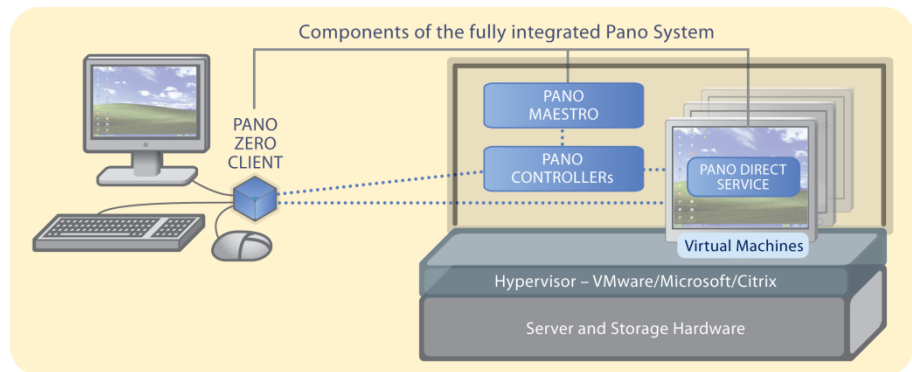 Components of the fully integrated Pano System
PANO
ZERO
CLIENT
PANO
MAESTRO
PANO
CONTROLLERs
PANO DIRECT
SERVICE
Virtual Machines
Hypervisor – VMware/Microsoft/Citrix
Server and Storage Hardware